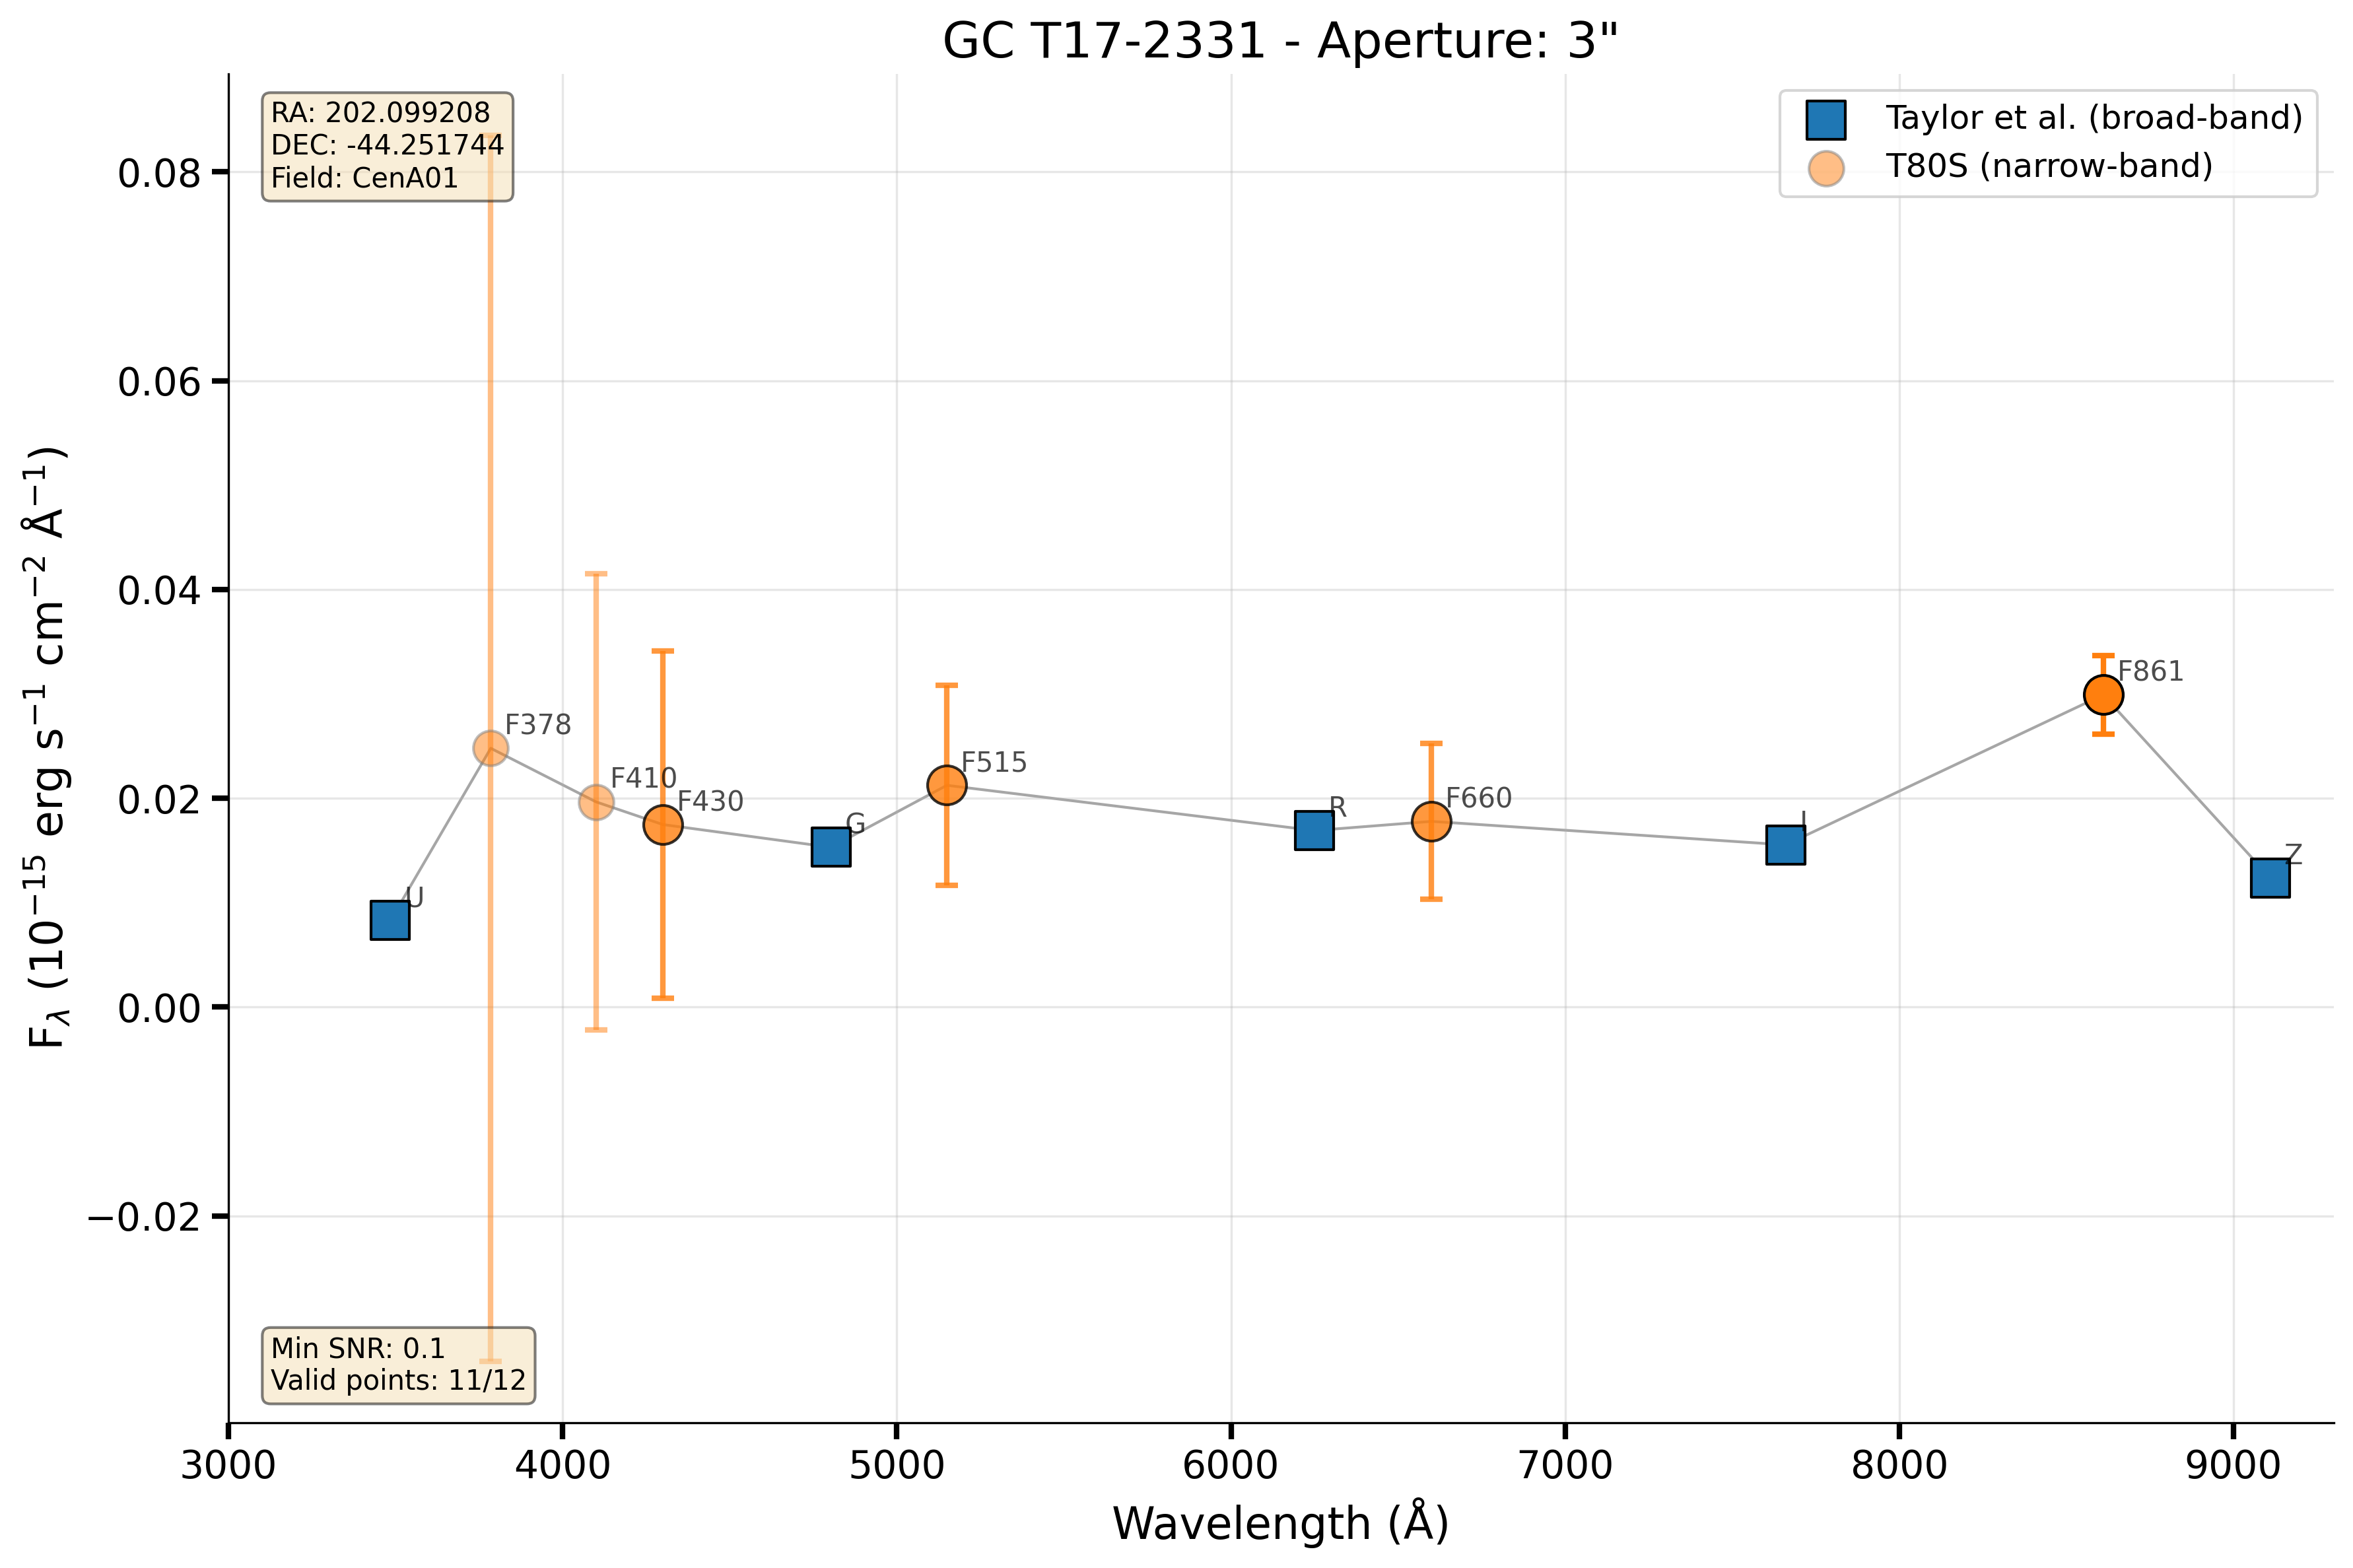 GC T17-2331 - Aperture: 3"
RA: 202.099208
DEC: -44.251744
Field: CenA01
Taylor et al. (broad-band)
T80S (narrow-band)
0.08
0.06
0.04
0.02
0.00
−0.02
F_λ (10⁻¹⁵ erg s⁻¹ cm⁻² Å⁻¹)
U
F378
F410
F430
G
F515
R
F660
I
F861
Z
Min SNR: 0.1
Valid points: 11/12
3000
4000
5000
6000
7000
8000
9000
Wavelength (Å)